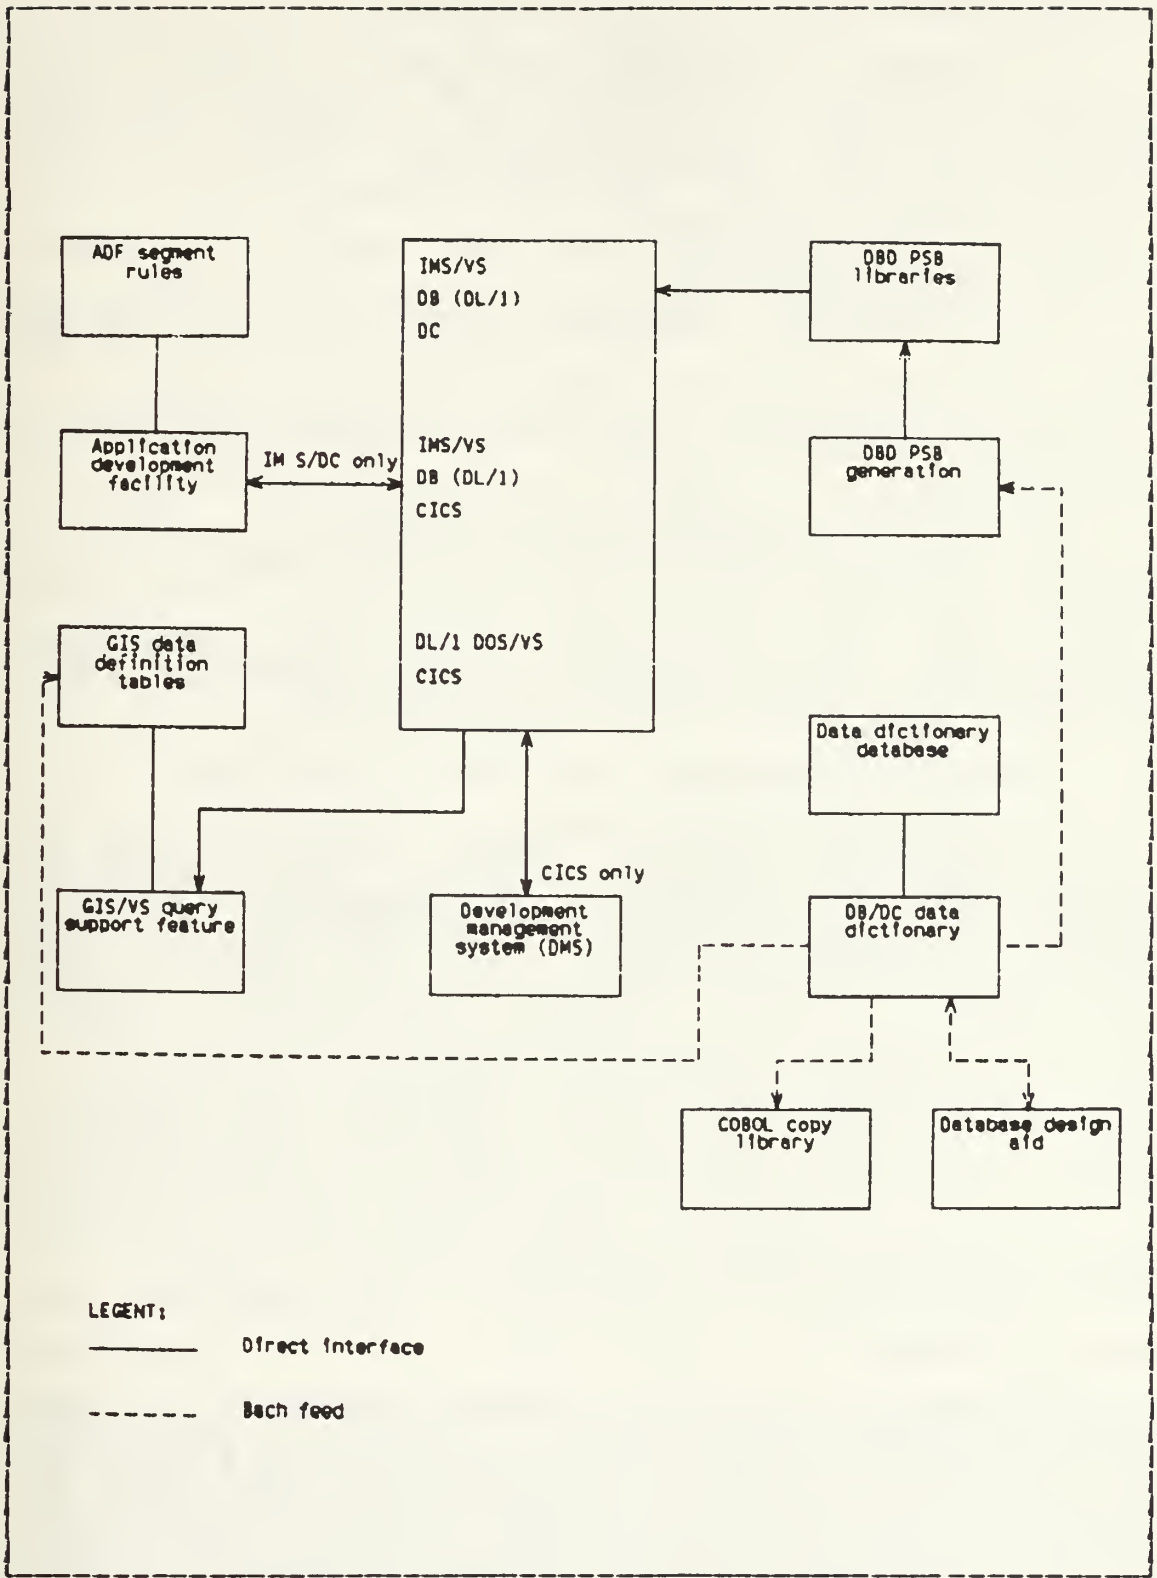 ADF segment
rules
IMS/VS
DB (DL/1)
DC
DBD PSB
libraries
Application
development
facility
IM S/DC only
IMS/VS
DB (DL/1)
CICS
DBD PSB
generation
GIS data
definition
tables
DL/1 DOS/VS
CICS
Data dictionary
database
CICS only
GIS/VS query
support feature
Development
management
system (DMS)
DB/DC data
dictionary
COBOL copy
library
Database design
aid
LEGENT:
Direct interface
Bach feed